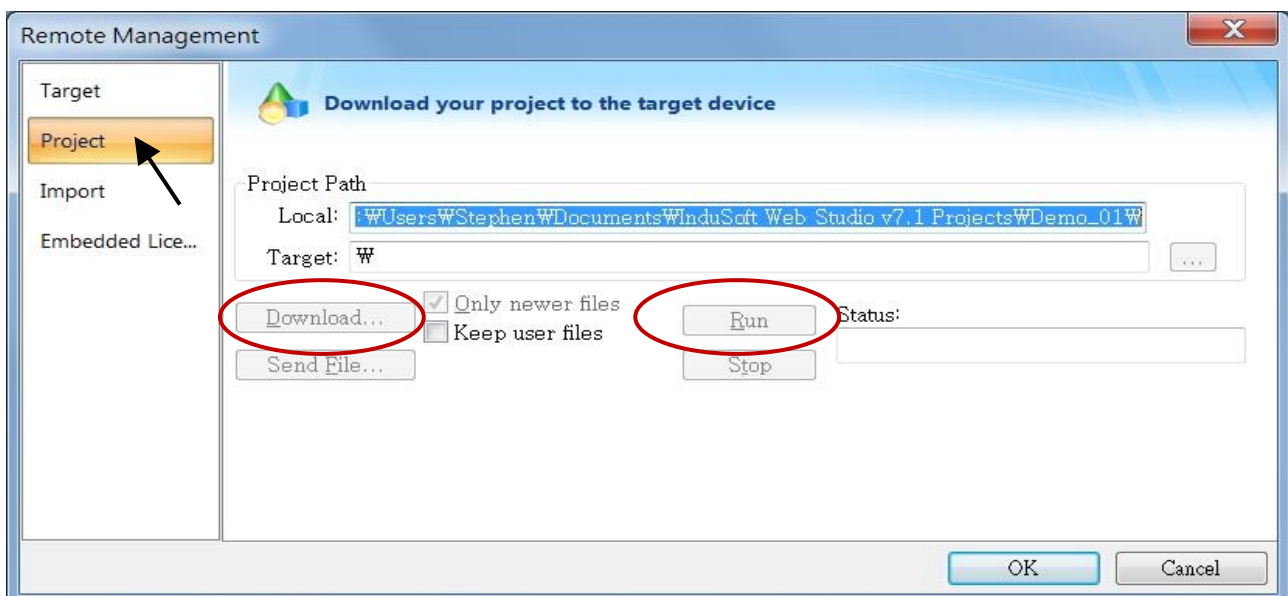 Remote Management
Target
Project
Import
Embedded Lice...
Download your project to the target device
Project Path
Local: :₩Users₩Stephen₩Documents₩InduSoft Web Studio v7.1 Projects₩Demo_01₩
Target: ₩
...
Download...
Only newer files
Keep user files
Send File...
Run
Stop
Status:
OK
Cancel